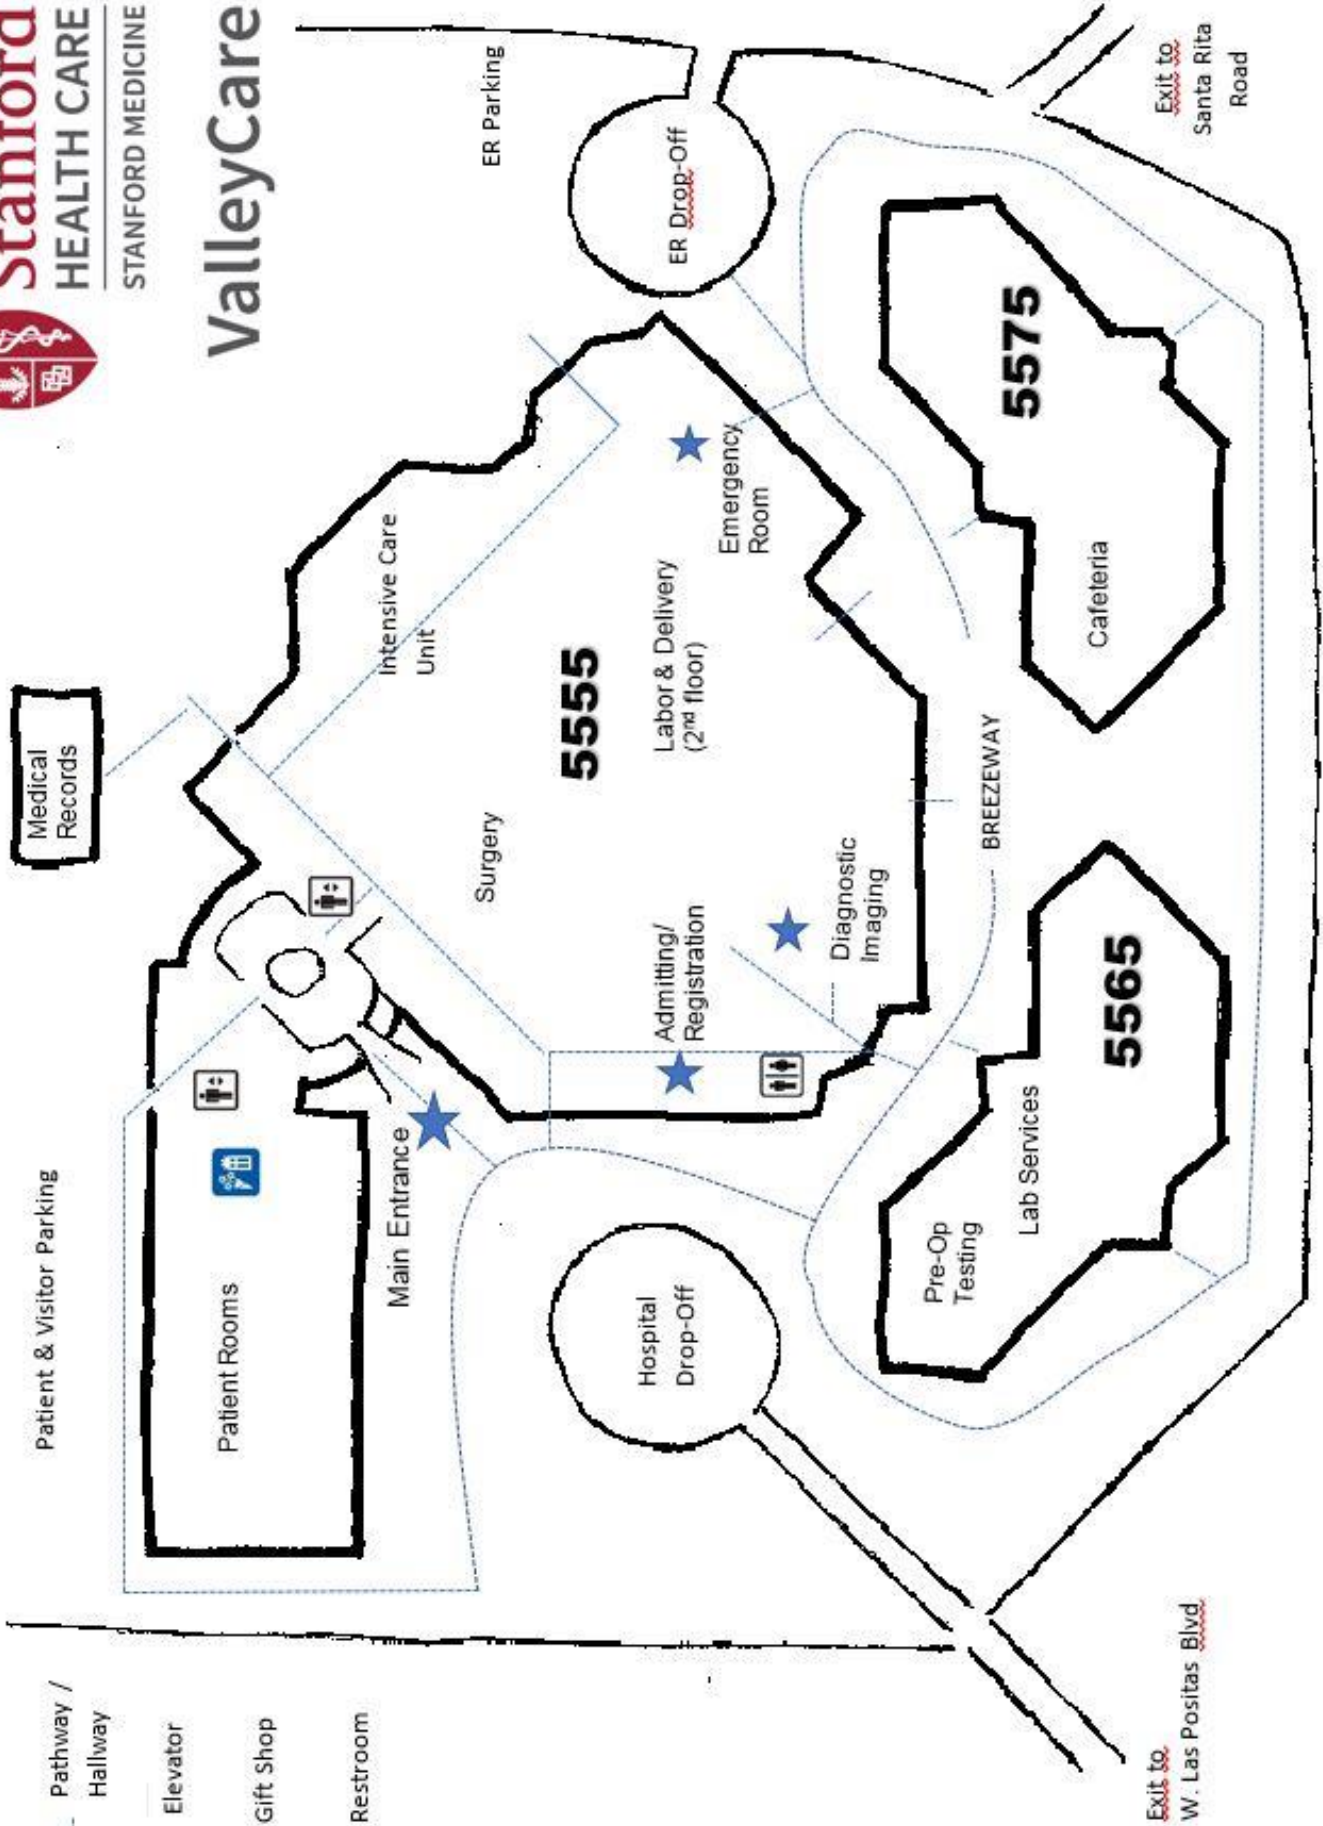 Stanford
HEALTH CARE
STANFORD MEDICINE
ValleyCare
Pathway /
Hallway
Elevator
Gift Shop
Restroom
Patient & Visitor Parking
Medical
Records
Patient Rooms
Main Entrance
Intensive Care
Unit
ER Parking
Surgery
5555
Hospital
Drop-Off
Admitting/
Registration
Labor & Delivery
(2nd floor)
Emergency
Room
ER Drop-Off
Diagnostic
Imaging
BREEZEWAY
Pre-Op
Testing
Lab Services
5565
Cafeteria
5575
Exit to
W. Las Positas Blvd
Exit to
Santa Rita
Road